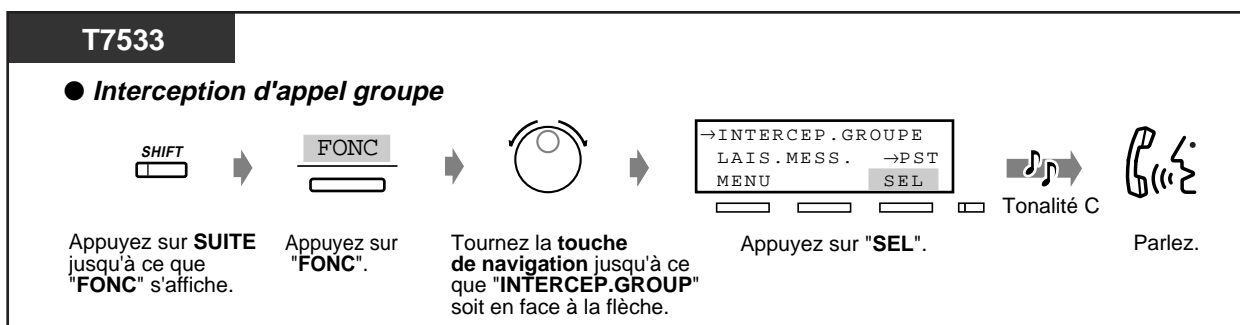 T7533
● Interception d'appel groupe
SHIFT
FONC
→INTERCEP.GROUPE
LAIS.MESS. →PST
MENU SEL
Tonalité C
Appuyez sur SUITE
jusqu'à ce que
"FONC" s'affiche.
Appuyez sur
"FONC".
Tournez la touche
de navigation jusqu'à ce
que "INTERCEP.GROUP"
soit en face à la flèche.
Appuyez sur "SEL".
Parlez.